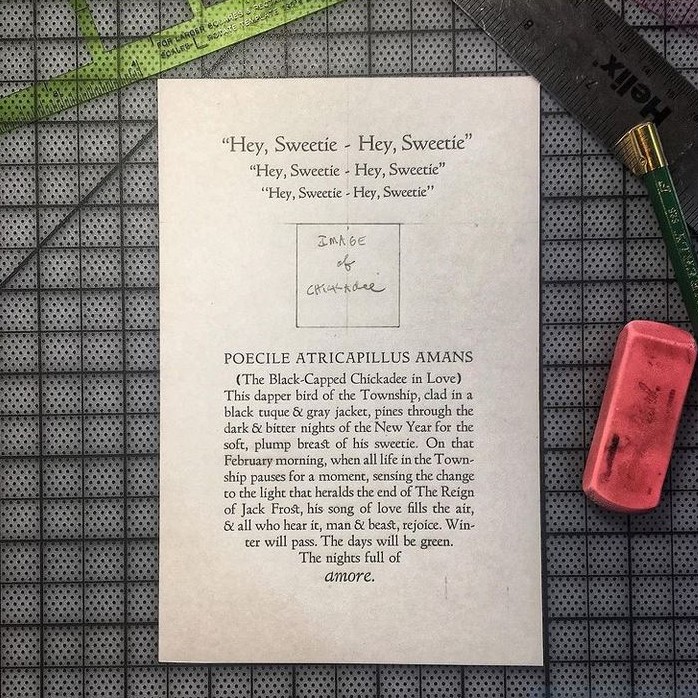 FOR LARGER
Helix
"Hey, Sweetie - Hey, Sweetie"
"Hey, Sweetie - Hey, Sweetie"
"Hey, Sweetie - Hey, Sweetie"
IMAGE
of
CHICKAdee
POECILE ATRICAPILLUS AMANS
(The Black-Capped Chickadee in Love)
This dapper bird of the Township, clad in a
black tuque & gray jacket, pines through the
dark & bitter nights of the New Year for the
soft, plump breast of his sweetie. On that
February morning, when all life in the Town-
ship pauses for a moment, sensing the change
to the light that heralds the end of The Reign
of Jack Frost, his song of love fills the air,
& all who hear it, man & beast, rejoice. Win-
ter will pass. The days will be green.
The nights full of
amore.